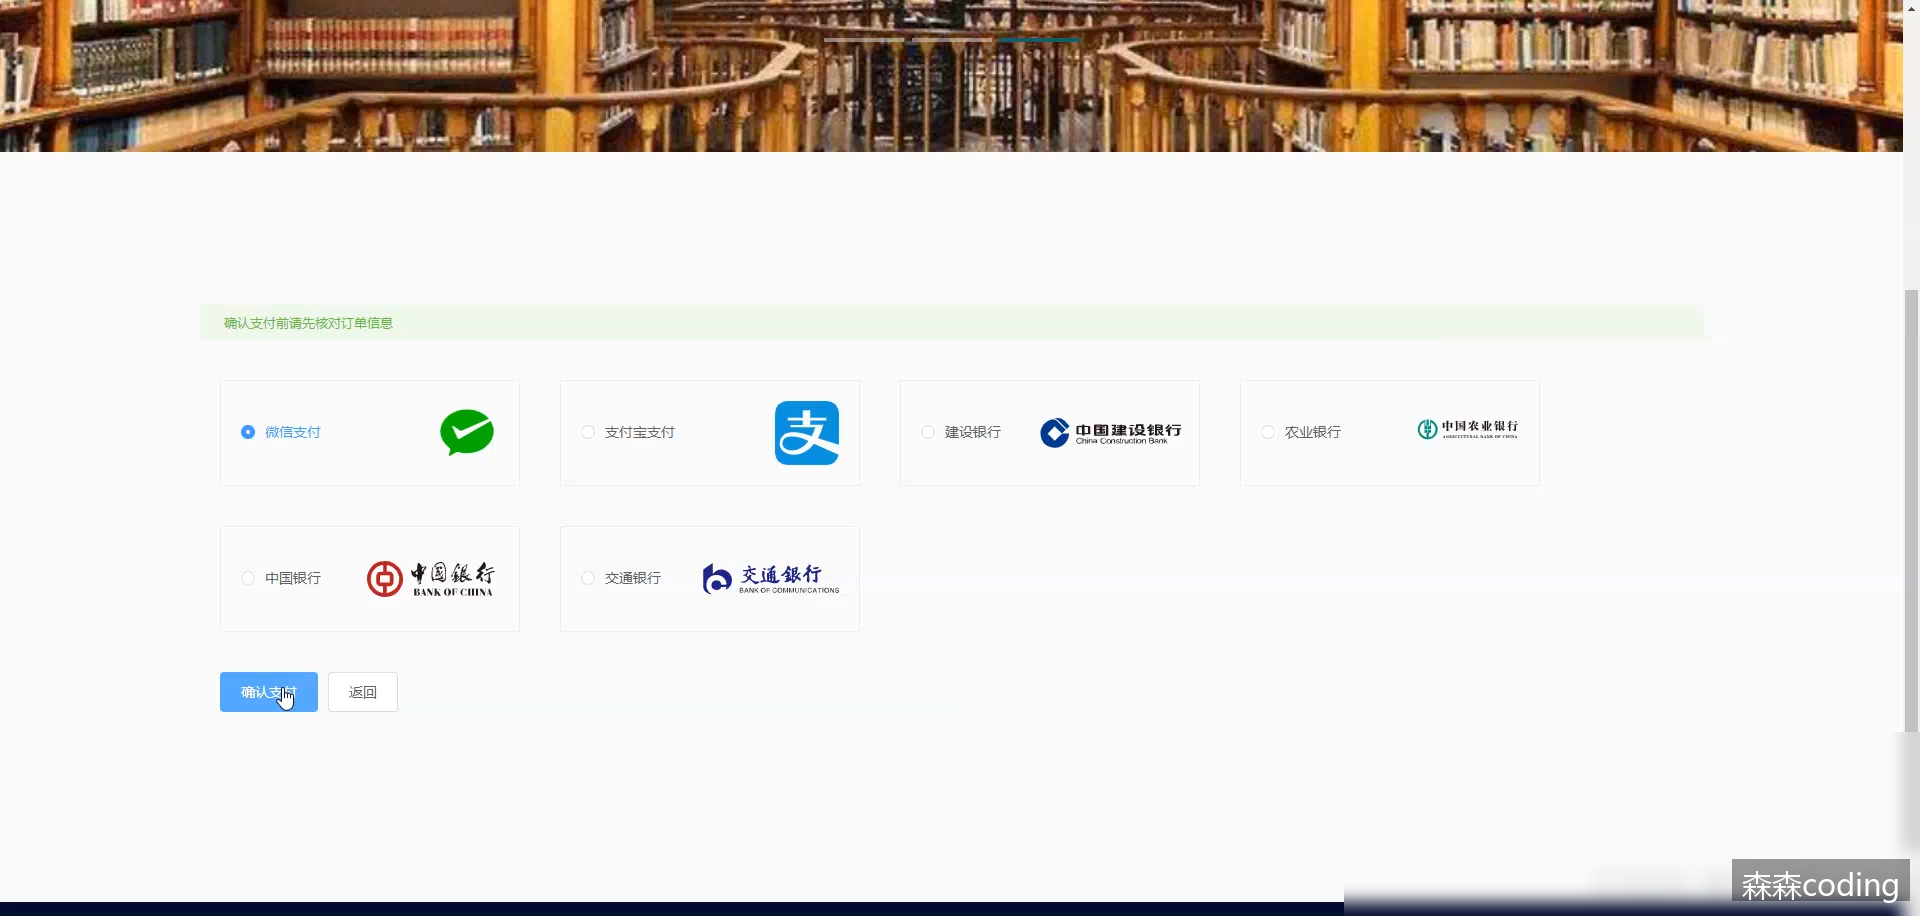 确认支付前请先核对订单信息
微信支付
支付宝支付
支
建设银行
中国建设银行
China Construction Bank
农业银行
中国农业银行
AGRICULTURAL BANK OF CHINA
中国银行
中国银行
BANK OF CHINA
交通银行
交通银行
BANK OF COMMUNICATIONS
确认支付
返回
森森coding